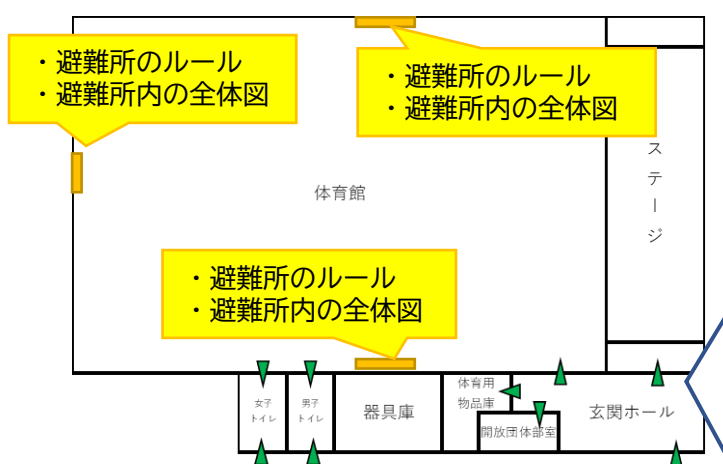 ・避難所のルール
・避難所内の全体図
・避難所のルール
・避難所内の全体図
ステージ
体育館
・避難所のルール
・避難所内の全体図
女子
トイレ
男子
トイレ
器具庫
体育用
物品庫
開放団体部室
玄関ホール